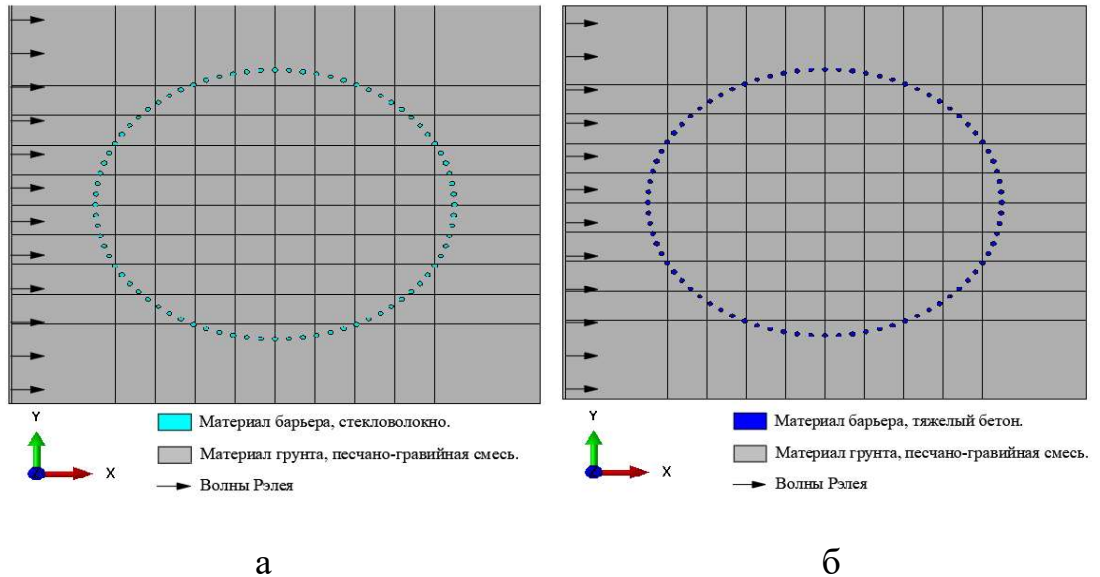 Y
X
Материал барьера, стекловолокно.
Материал грунта, песчано-гравийная смесь.
Волны Рэлея
а
Y
X
Материал барьера, тяжелый бетон.
Материал грунта, песчано-гравийная смесь.
Волны Рэлея
б